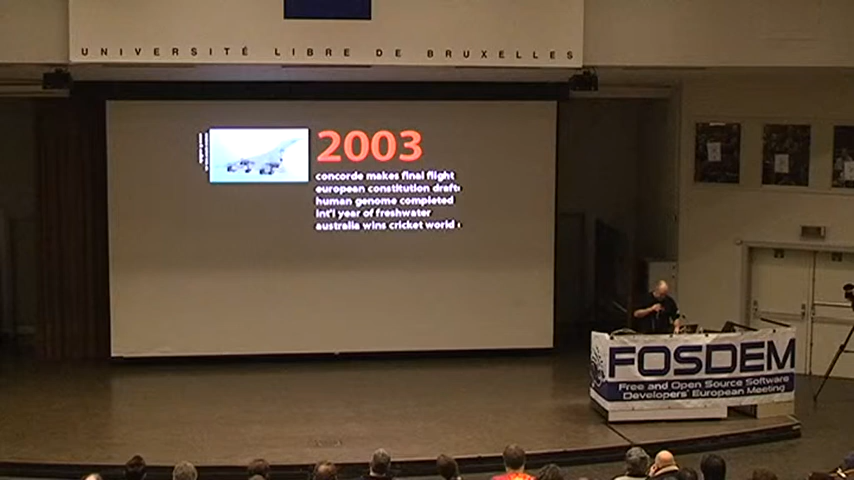 UNIVERSITÉ LIBRE DE BRUXELLES
2003
concorde makes final flight
european constitution draft
human genome completed
int'l year of freshwater
australia wins cricket world
FOSDEM
Free and Open Source Software
Developers' European Meeting